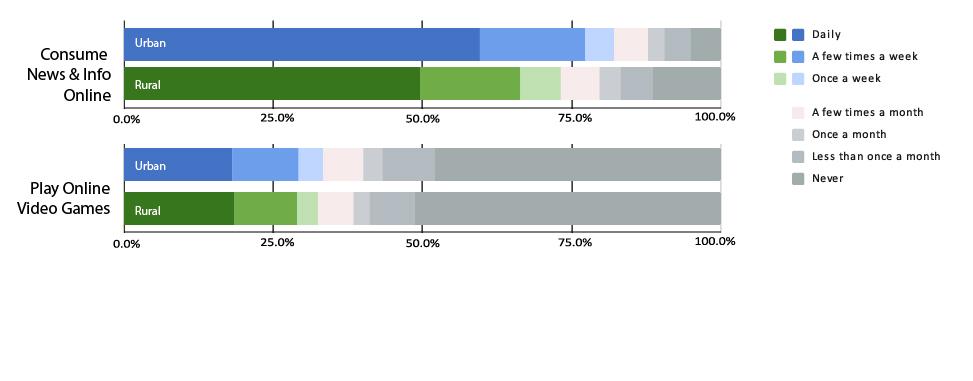 Consume
News & Info
Online
Urban
Rural
0.0% 25.0% 50.0% 75.0% 100.0%
Play Online
Video Games
Urban
Rural
0.0% 25.0% 50.0% 75.0% 100.0%
Daily
A few times a week
Once a week
A few times a month
Once a month
Less than once a month
Never